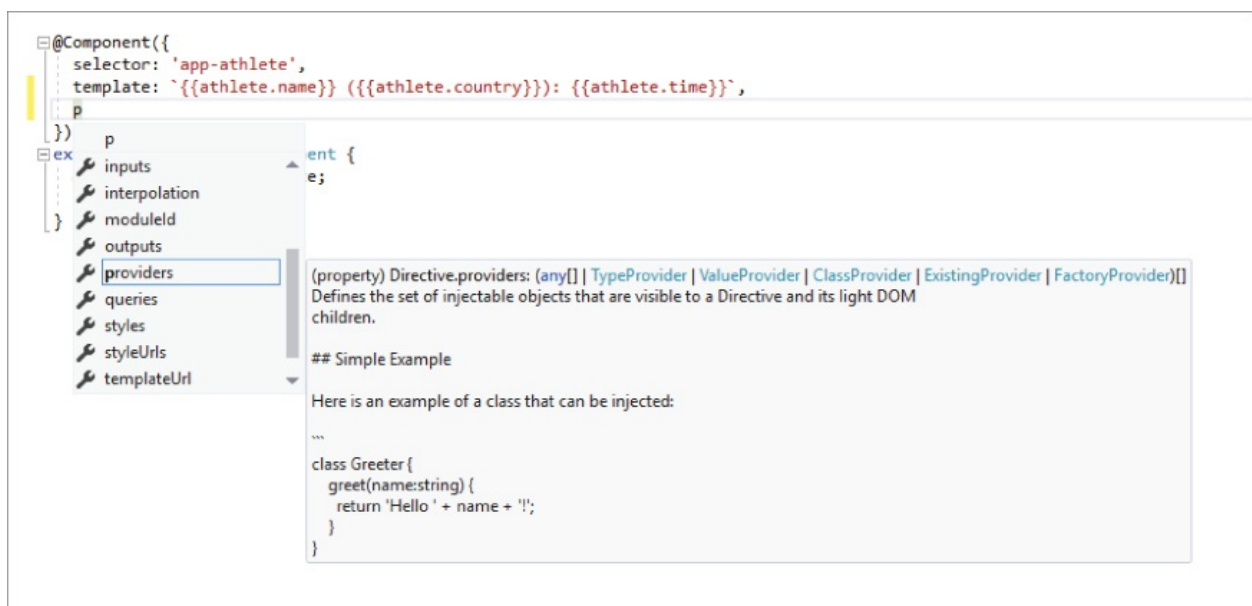 @Component({
selector: 'app-athlete',
template: `{{athlete.name}} ({{athlete.country}}): {{athlete.time}}`,
p
})
p
ex
ent {
inputs
e;
interpolation
moduleId
}
outputs
providers
(property) Directive.providers: (any[] | TypeProvider | ValueProvider | ClassProvider | ExistingProvider | FactoryProvider)[]
queries
Defines the set of injectable objects that are visible to a Directive and its light DOM
styles
children.
styleUrls
## Simple Example
templateUrl
Here is an example of a class that can be injected:
```
class Greeter {
greet(name:string) {
return 'Hello ' + name + '!';
}
}